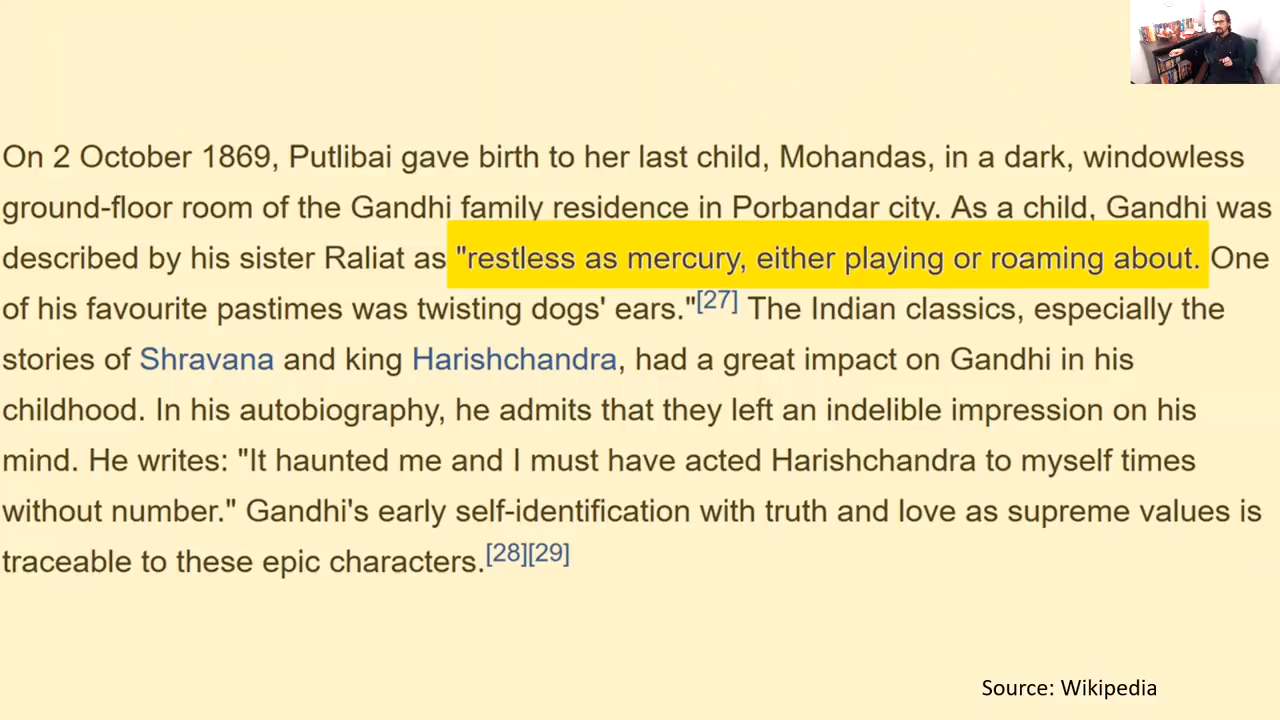 On 2 October 1869, Putlibai gave birth to her last child, Mohandas, in a dark, windowless
ground-floor room of the Gandhi family residence in Porbandar city. As a child, Gandhi was
described by his sister Raliat as "restless as mercury, either playing or roaming about. One
of his favourite pastimes was twisting dogs' ears."[27] The Indian classics, especially the
stories of Shravana and king Harishchandra, had a great impact on Gandhi in his
childhood. In his autobiography, he admits that they left an indelible impression on his
mind. He writes: "It haunted me and I must have acted Harishchandra to myself times
without number." Gandhi's early self-identification with truth and love as supreme values is
traceable to these epic characters.[28][29]
Source: Wikipedia